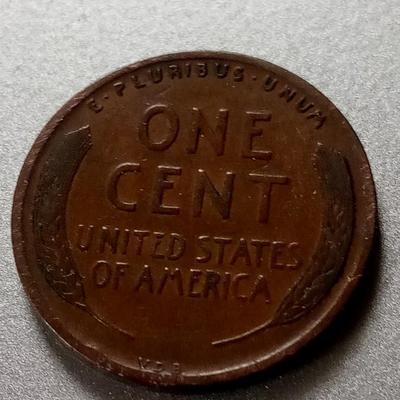 E·PLURIBUS·UNUM
ONE
CENT
UNITED STATES
OF AMERICA
V.D.B.